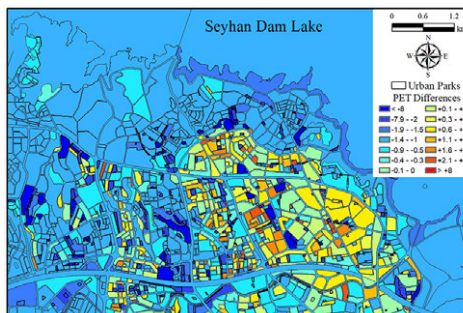 Seyhan Dam Lake
0 0.6 1.2
N
W E
S
Urban Parks
PET Differences
< -8
-7.9 - -2
-1.9 - -1.5
-1.4 - -1
-0.9 - -0.5
-0.4 - -0.3
-0.1 - 0
+0.1 -
+0.3 -
+0.6 -
+1.1 -
+1.6 -
+2.1 -
> +8